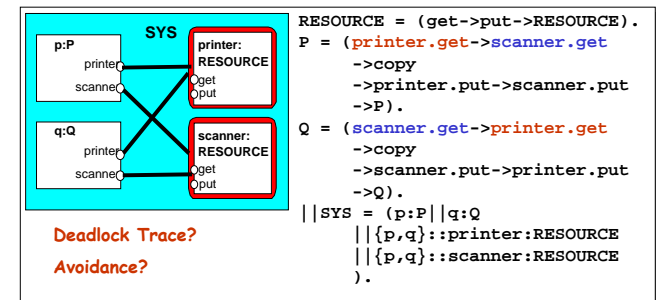 SYS
p:P
printer
scanner
printer:
RESOURCE
get
put
q:Q
printer
scanner
scanner:
RESOURCE
get
put
Deadlock Trace?
Avoidance?
RESOURCE = (get->put->RESOURCE).
P = (printer.get->scanner.get
->copy
->printer.put->scanner.put
->P).
Q = (scanner.get->printer.get
->copy
->scanner.put->printer.put
->Q).
||SYS = (p:P||q:Q
||{p,q}::printer:RESOURCE
||{p,q}::scanner:RESOURCE
).